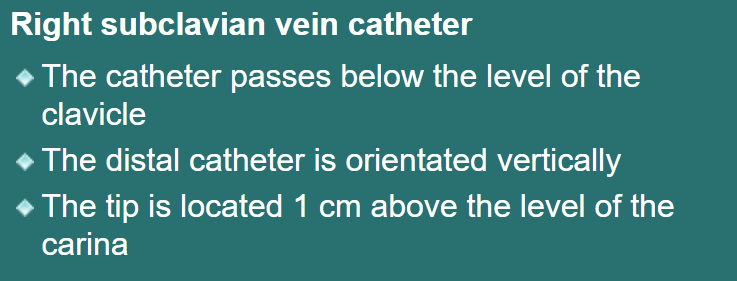 Right subclavian vein catheter
The catheter passes below the level of the
clavicle
The distal catheter is orientated vertically
The tip is located 1 cm above the level of the
carina